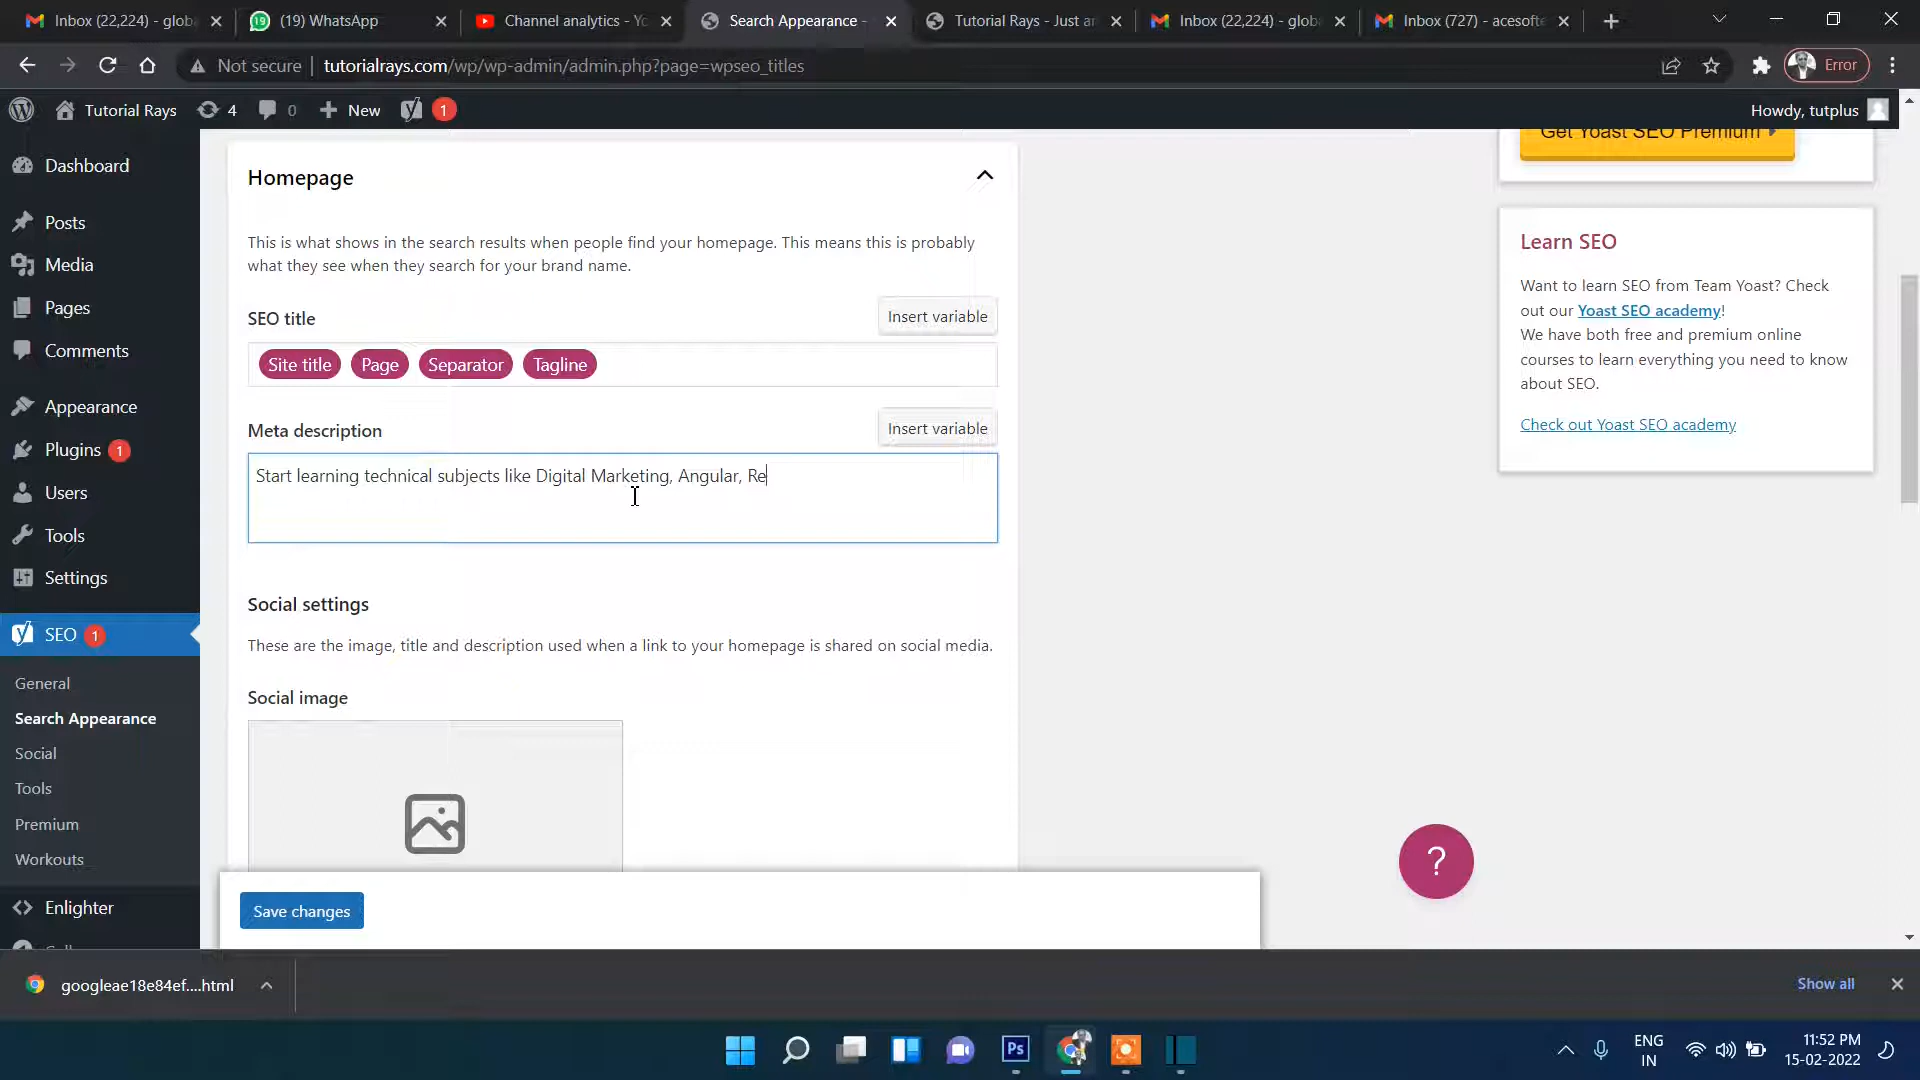 Inbox (22,224) - globa
(19) WhatsApp
Channel analytics - Yo
Search Appearance -
Tutorial Rays - Just an
Inbox (22,224) - globa
Inbox (727) - acesofte
Not secure
tutorialrays.com/wp/wp-admin/admin.php?page=wpseo_titles
Error
Tutorial Rays
4
0
New
1
Howdy, tutplus
Dashboard
Posts
Media
Pages
Comments
Appearance
Plugins 1
Users
Tools
Settings
SEO 1
General
Search Appearance
Social
Tools
Premium
Workouts
Enlighter
Homepage
This is what shows in the search results when people find your homepage. This means this is probably
what they see when they search for your brand name.
SEO title
Insert variable
Site title
Page
Separator
Tagline
Meta description
Insert variable
Start learning technical subjects like Digital Marketing, Angular, Re
Social settings
These are the image, title and description used when a link to your homepage is shared on social media.
Social image
Save changes
Get Yoast SEO Premium
Learn SEO
Want to learn SEO from Team Yoast? Check
out our Yoast SEO academy!
We have both free and premium online
courses to learn everything you need to know
about SEO.
Check out Yoast SEO academy
?
googleae18e84ef....html
Show all
Ps
ENG
IN
11:52 PM
15-02-2022